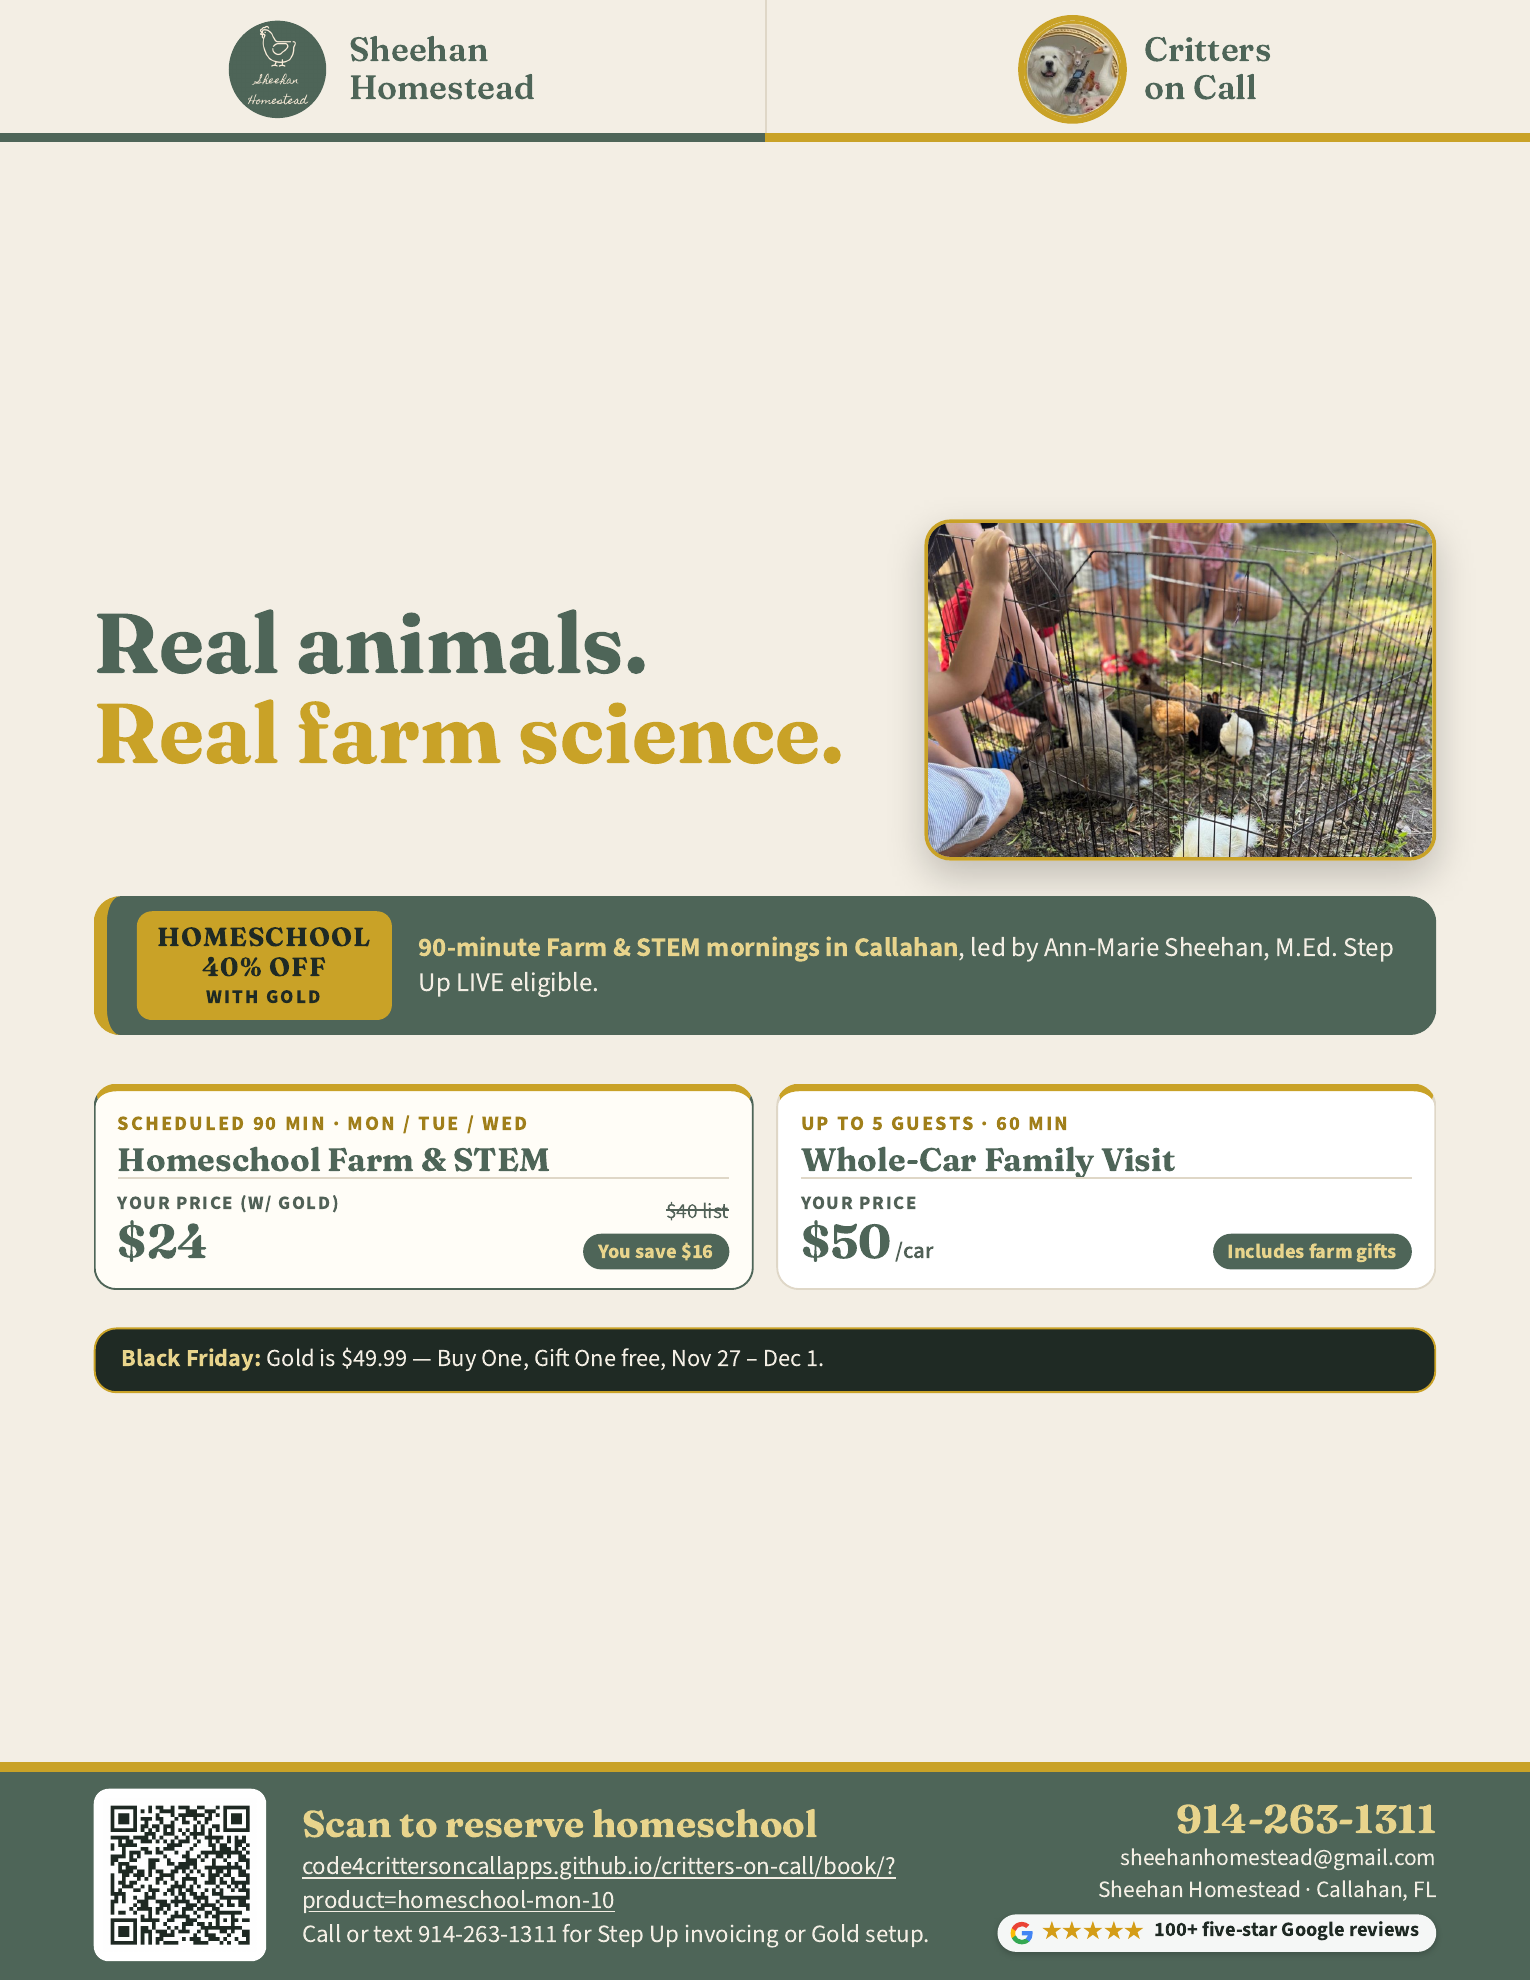 Sheehan
Homestead
Sheehan
Homestead
Critters
on Call
Real animals.
Real farm science.
HOMESCHOOL
40% OFF
WITH GOLD
90-minute Farm & STEM mornings in Callahan, led by Ann-Marie Sheehan, M.Ed. Step
Up LIVE eligible.
SCHEDULED 90 MIN · MON / TUE / WED
Homeschool Farm & STEM
YOUR PRICE (W/ GOLD)
$40 list
$24
You save $16
UP TO 5 GUESTS · 60 MIN
Whole-Car Family Visit
YOUR PRICE
$50 /car
Includes farm gifts
Black Friday: Gold is $49.99 — Buy One, Gift One free, Nov 27 – Dec 1.
Scan to reserve homeschool
code4crittersoncallapps.github.io/critters-on-call/book/?
product=homeschool-mon-10
Call or text 914-263-1311 for Step Up invoicing or Gold setup.
914-263-1311
sheehanhomestead@gmail.com
Sheehan Homestead · Callahan, FL
G ★★★★★ 100+ five-star Google reviews